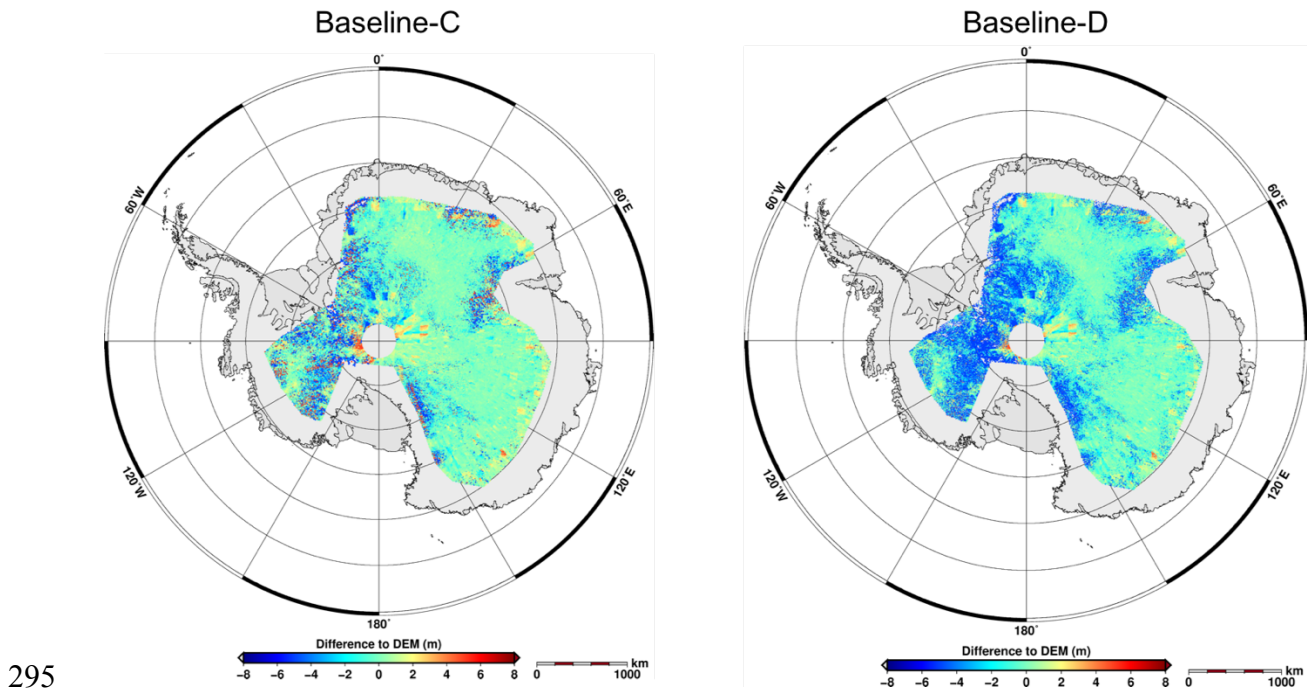 Baseline-C
Baseline-D
0°
0°
60°W
60°E
60°W
60°E
120°W
120°E
120°W
120°E
180°
180°
Difference to DEM (m)
km
-8 -6 -4 -2 0 2 4 6 8
0 1000
Difference to DEM (m)
km
-8 -6 -4 -2 0 2 4 6 8
0 1000
295